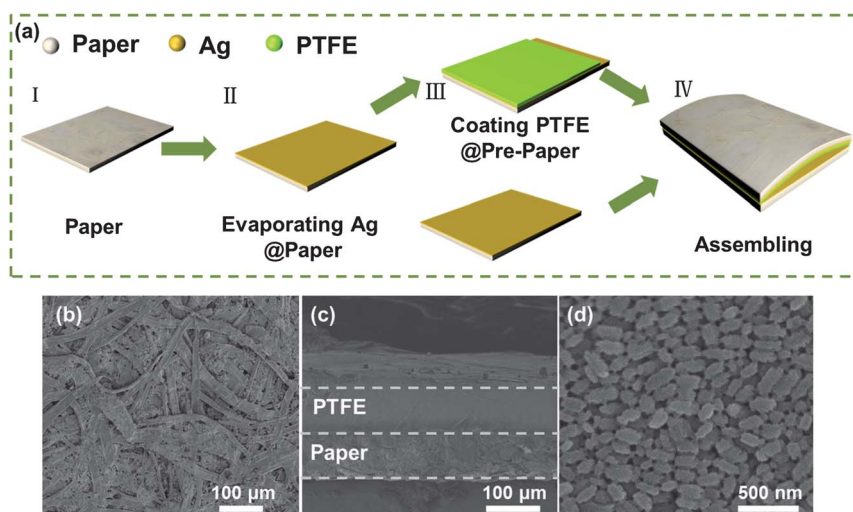 (a)
Paper Ag PTFE
I
II
III
IV
Coating PTFE
@Pre-Paper
Paper
Evaporating Ag
@Paper
Assembling
(b)
100 μm
(c)
PTFE
Paper
100 μm
(d)
500 nm